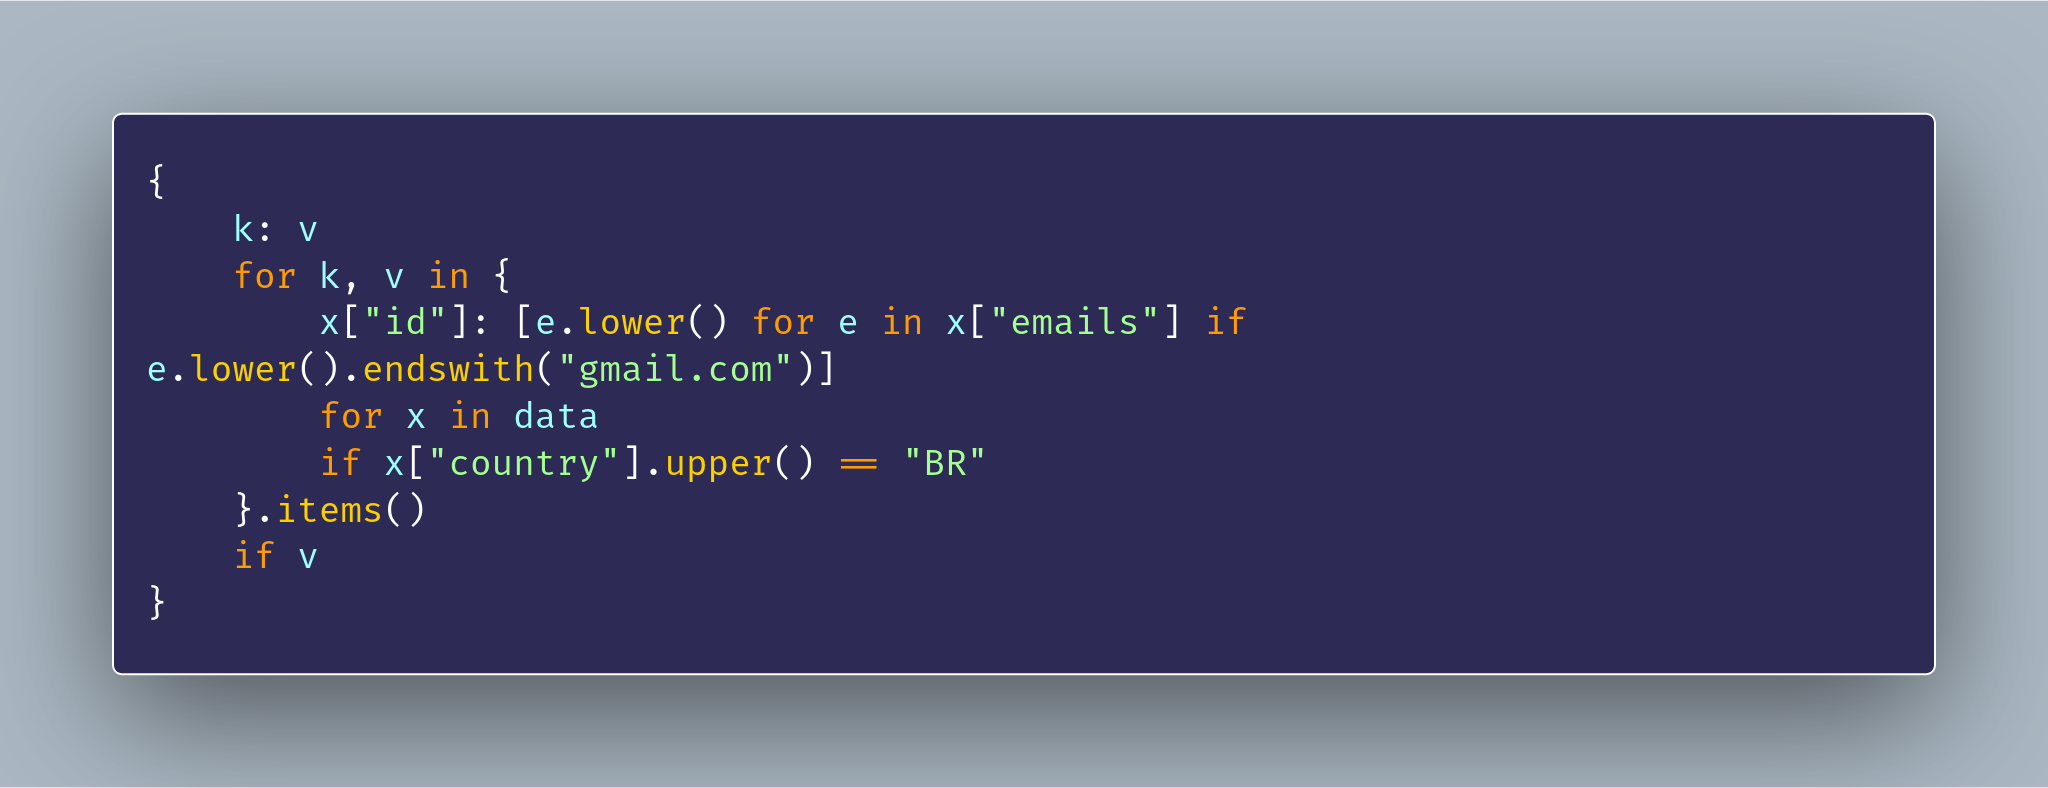 {
    k: v
    for k, v in {
        x["id"]: [e.lower() for e in x["emails"] if
e.lower().endswith("gmail.com")]
        for x in data
        if x["country"].upper() == "BR"
    }.items()
    if v
}